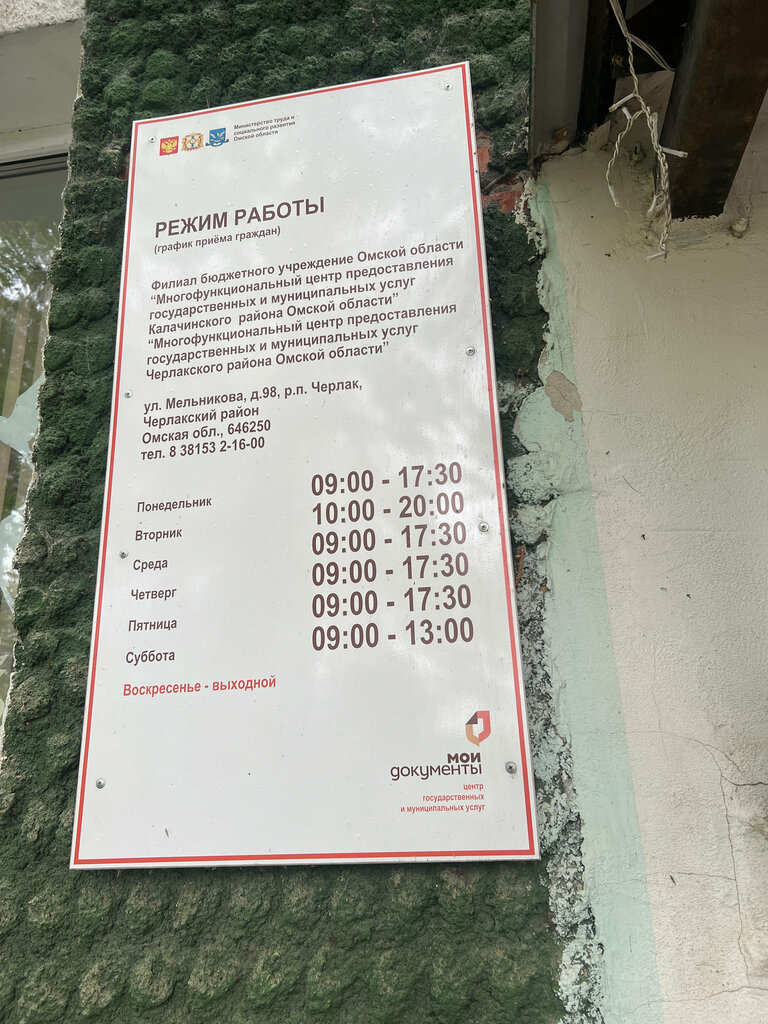 Министерство труда и
социального развития
Омской области
РЕЖИМ РАБОТЫ
(график приёма граждан)
Филиал бюджетного учреждение Омской области
“Многофункциональный центр предоставления
государственных и муниципальных услуг
Калачинского района Омской области”
“Многофункциональный центр предоставления
государственных и муниципальных услуг
Черлакского района Омской области”
ул. Мельникова, д.98, р.п. Черлак,
Черлакский район
Омская обл., 646250
тел. 8 38153 2-16-00
Понедельник 09:00 - 17:30
Вторник 10:00 - 20:00
Среда 09:00 - 17:30
Четверг 09:00 - 17:30
Пятница 09:00 - 17:30
Суббота 09:00 - 13:00
Воскресенье - выходной
мои
документы
центр
государственных
и муниципальных услуг